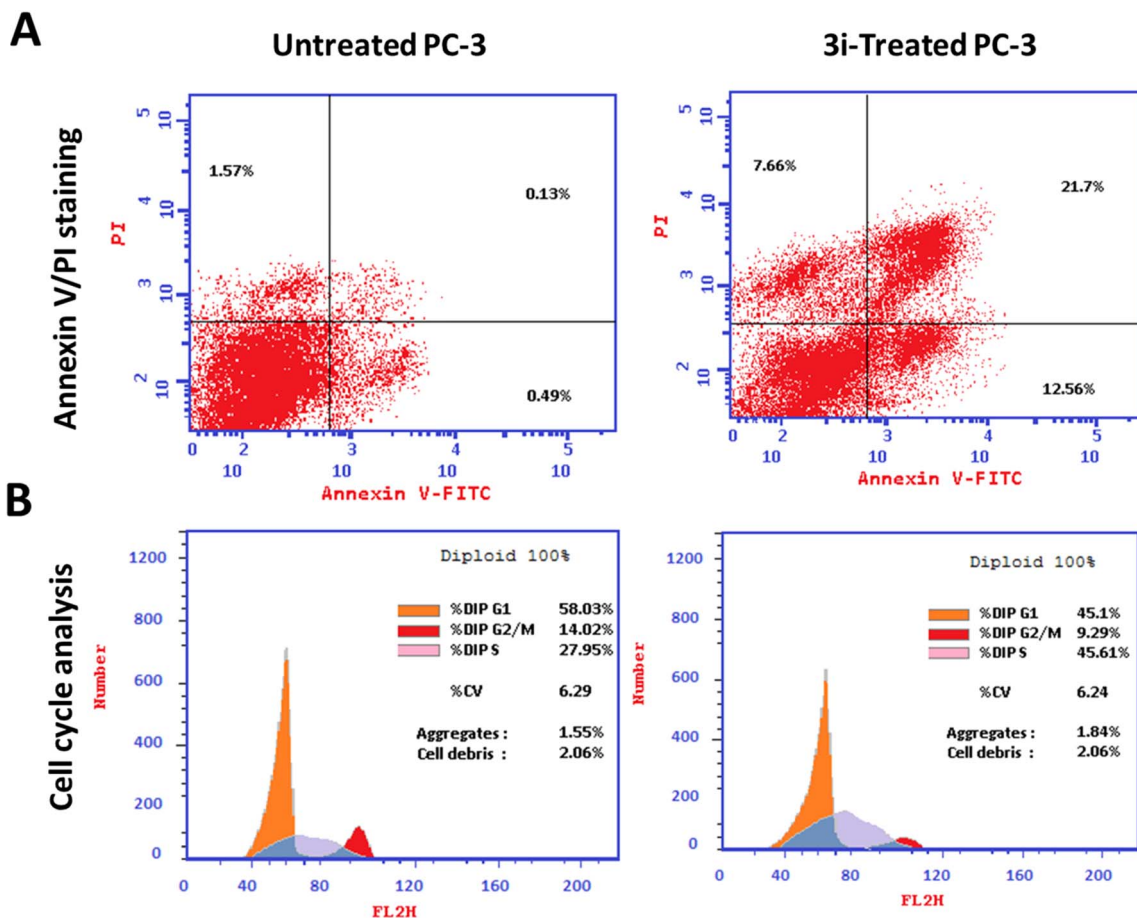 A
Untreated PC-3
3i-Treated PC-3
Annexin V/PI staining
PI
5
10
4
10
3
10
2
10
1.57%
0.13%
0.49%
0
2
10
3
10
4
10
5
10
Annexin V-FITC
PI
5
10
4
10
3
10
2
10
7.66%
21.7%
12.56%
0
2
10
3
10
4
10
5
10
Annexin V-FITC
B
Cell cycle analysis
Number
1200
800
600
400
200
0
Diploid 100%
%DIP G1 58.03%
%DIP G2/M 14.02%
%DIP S 27.95%
%CV 6.29
Aggregates : 1.55%
Cell debris : 2.06%
0 40 80 120 160 200
FL2H
Number
1200
800
600
400
200
0
Diploid 100%
%DIP G1 45.1%
%DIP G2/M 9.29%
%DIP S 45.61%
%CV 6.24
Aggregates : 1.84%
Cell debris : 2.06%
0 40 80 120 160 200
FL2H